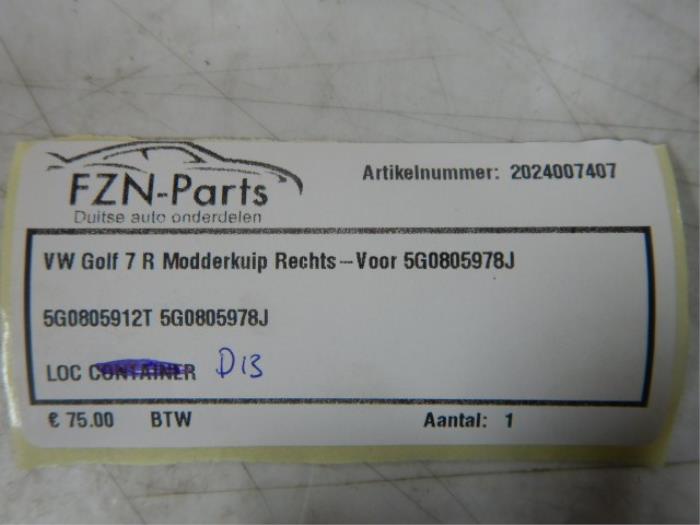 FZN-Parts
Duitse auto onderdelen
Artikelnummer: 2024007407
VW Golf 7 R Modderkuip Rechts-Voor 5G0805978J
5G0805912T 5G0805978J
LOC CONTAINER D13
€ 75.00 BTW Aantal: 1